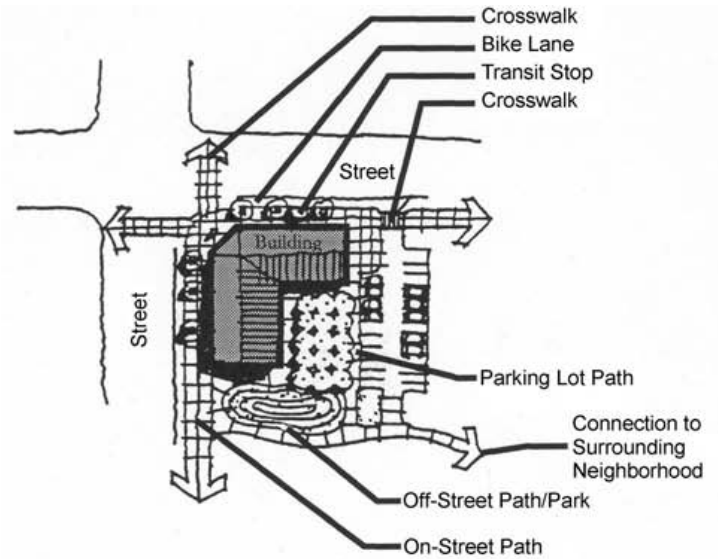 Crosswalk
Bike Lane
Transit Stop
Crosswalk
Street
Building
Street
Parking Lot Path
Connection to
Surrounding
Neighborhood
Off-Street Path/Park
On-Street Path